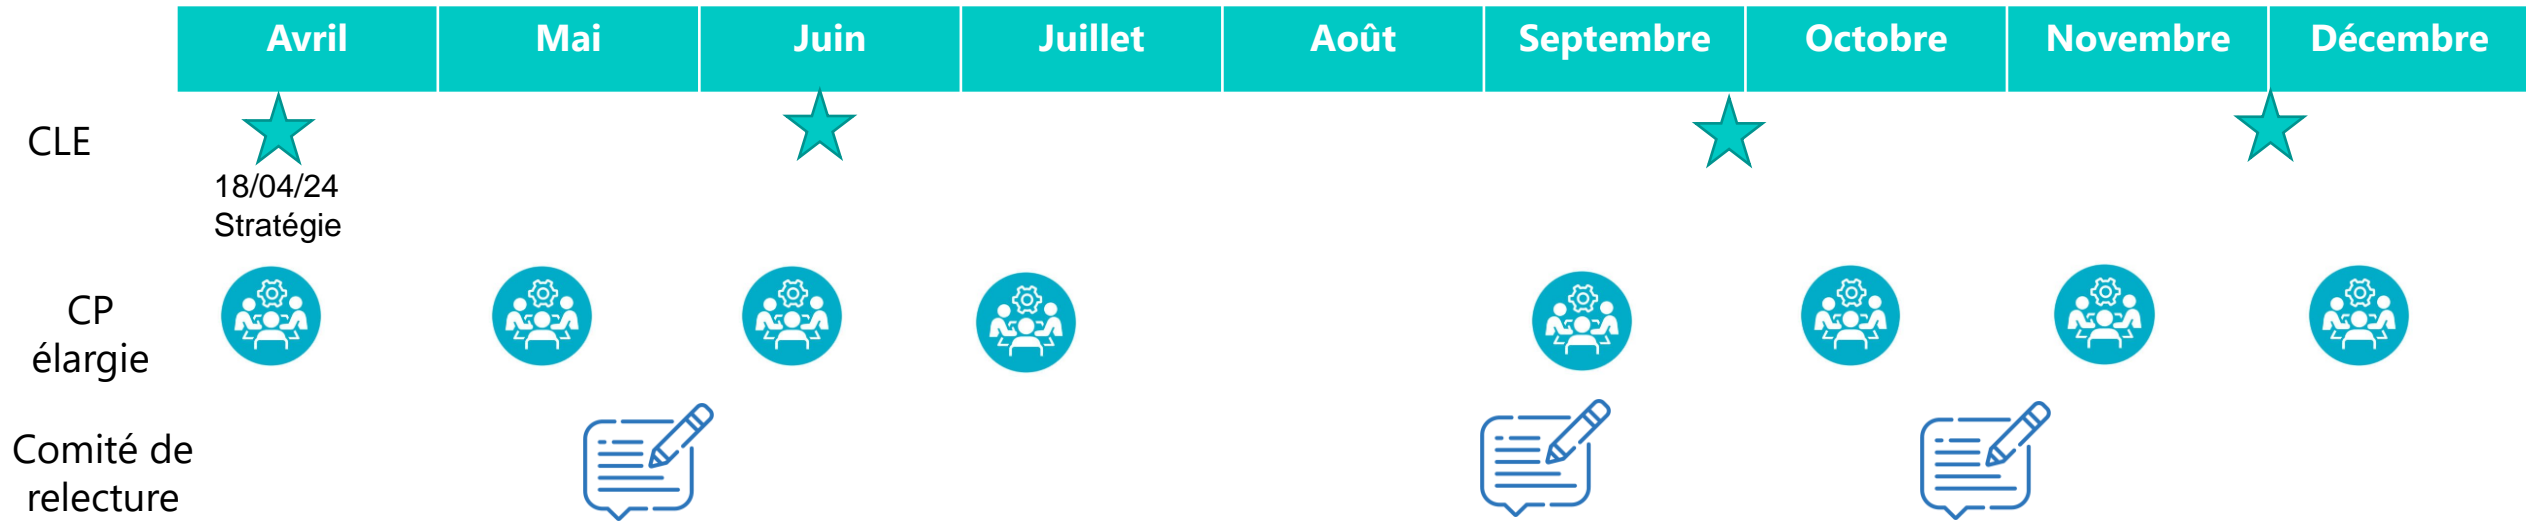 Avril Mai Juin Juillet Août Septembre Octobre Novembre Décembre
CLE
18/04/24
Stratégie
CP
élargie
Comité de
relecture